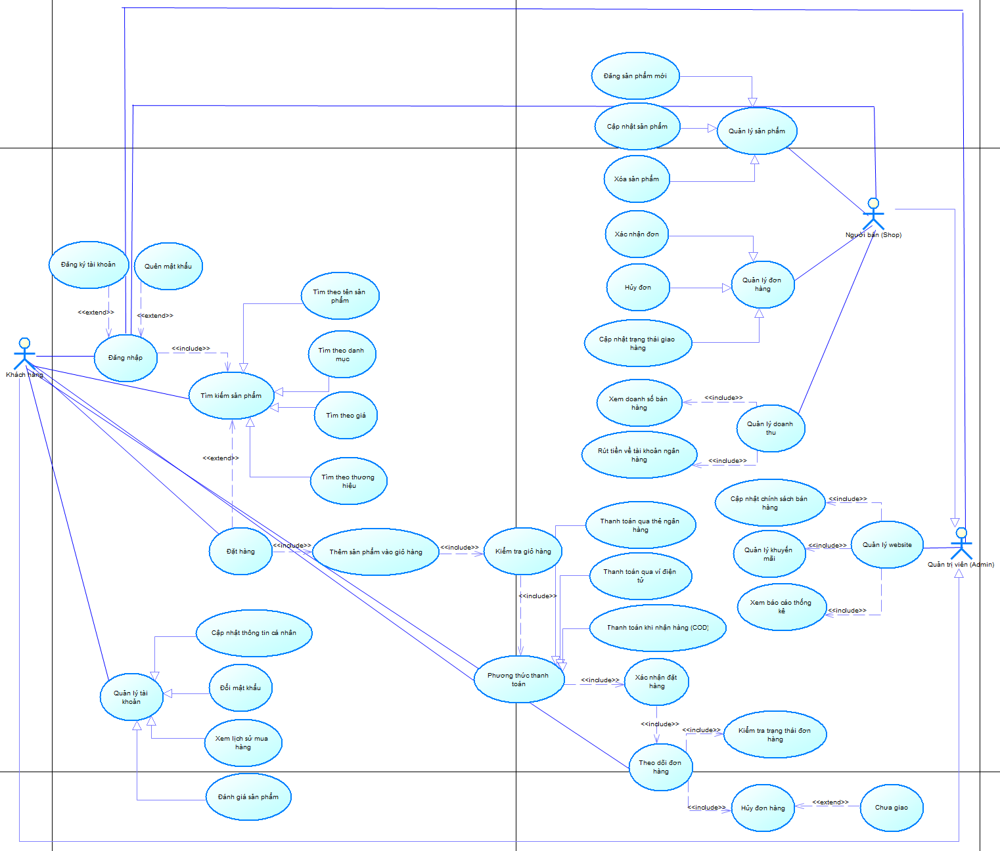 Đăng sản phẩm mới
Cập nhật sản phẩm
Quản lý sản phẩm
Xóa sản phẩm
Xác nhận đơn
Người bán (Shop)
Đăng ký tài khoản
Quên mật khẩu
Hủy đơn
Quản lý đơn
hàng
Tìm theo tên sản
phẩm
<<extend>>
<<extend>>
Cập nhật trạng thái giao
hàng
<<include>>
Đăng nhập
Tìm theo danh
mục
Khách hàng
Tìm kiếm sản phẩm
Xem doanh số bán
hàng
<<include>>
Tìm theo giá
Quản lý doanh
thu
Rút tiền về tài khoản ngân
hàng
<<include>>
<<extend>>
Tìm theo thương
hiệu
Cập nhật chính sách bán
hàng
<<include>>
Thanh toán qua thẻ ngân
hàng
Đặt hàng
<<include>>
Thêm sản phẩm vào giỏ hàng
<<include>>
Kiểm tra giỏ hàng
Quản lý khuyến
mãi
<<include>>
Quản lý website
Quản trị viên (Admin)
Thanh toán qua ví điện
tử
<<include>>
Xem báo cáo thống
kê
<<include>>
Cập nhật thông tin cá nhân
Thanh toán khi nhận hàng (COD)
Đổi mật khẩu
Quản lý tài
khoản
Phương thức thanh
toán
<<include>>
Xác nhận đặt
hàng
<<include>>
<<include>>
Kiểm tra trạng thái đơn
hàng
Xem lịch sử mua
hàng
Theo dõi đơn
hàng
Đánh giá sản phẩm
<<include>>
Hủy đơn hàng
<<extend>>
Chưa giao